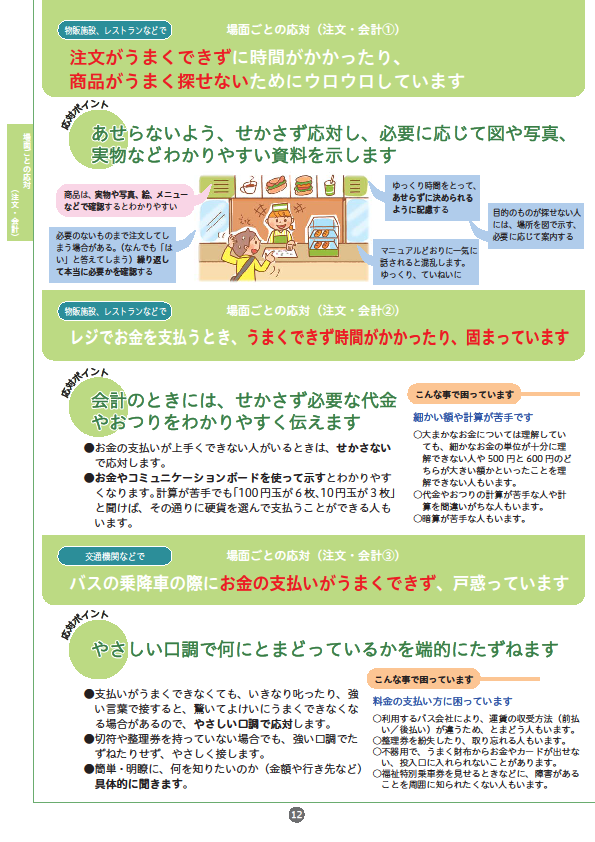 物販施設、レストランなどで
場面ごとの応対（注文・会計①）
注文がうまくできずに時間がかかったり、
商品がうまく探せないためにウロウロしています
場面ごとの応対
（注文・会計）
応対ポイント
あせらないよう、せかさず応対し、必要に応じて図や写真、
実物などわかりやすい資料を示します
商品は、実物や写真、絵、メニュー
などで確認するとわかりやすい
必要のないものまで注文してし
まう場合がある。（なんでも「は
い」と答えてしまう）繰り返し
て本当に必要かを確認する
ゆっくり時間をとって、
あせらずに決められる
ように配慮する
目的のものが探せない人
には、場所を図で示す、
必要に応じて案内する
マニュアルどおりに一気に
話されると混乱します。
ゆっくり、ていねいに
物販施設、レストランなどで
場面ごとの応対（注文・会計②）
レジでお金を支払うとき、うまくできず時間がかかったり、固まっています
応対ポイント
会計のときには、せかさず必要な代金
やおつりをわかりやすく伝えます
●お金の支払いが上手くできない人がいるときは、せかさない
で応対します。
●お金やコミュニケーションボードを使って示すとわかりやす
くなります。計算が苦手でも「100円玉が6枚、10円玉が3枚」
と聞けば、その通りに硬貨を選んで支払うことができる人も
います。
こんな事で困っています
細かい額や計算が苦手です
○大まかなお金については理解してい
ても、細かなお金の単位が十分に理
解できない人や500円と600円のど
ちらが大きい額かといったことを理
解できない人もいます。
○代金やおつりの計算が苦手な人や計
算を間違いがちな人もいます。
○暗算が苦手な人もいます。
交通機関などで
場面ごとの応対（注文・会計③）
バスの乗降車の際にお金の支払いがうまくできず、戸惑っています
応対ポイント
やさしい口調で何にとまどっているかを端的にたずねます
●支払いがうまくできなくても、いきなり叱ったり、強
い言葉で接すると、驚いてよけいにうまくできなくな
る場合があるので、やさしい口調で応対します。
●切符や整理券を持っていない場合でも、強い口調でた
ずねたりせず、やさしく接します。
●簡単・明瞭に、何を知りたいのか（金額や行き先など）
具体的に聞きます。
こんな事で困っています
料金の支払い方に困っています
○利用するバス会社により、運賃の収受方法（前払
い／後払い）が違うため、とまどう人もいます。
○整理券を紛失したり、取り忘れる人もいます。
○不器用で、うまく財布からお金やカードが出せな
い、投入口に入れられないことがあります。
○福祉特別乗車券を見せるときなどに、障害がある
ことを周囲に知られたくない人もいます。
12